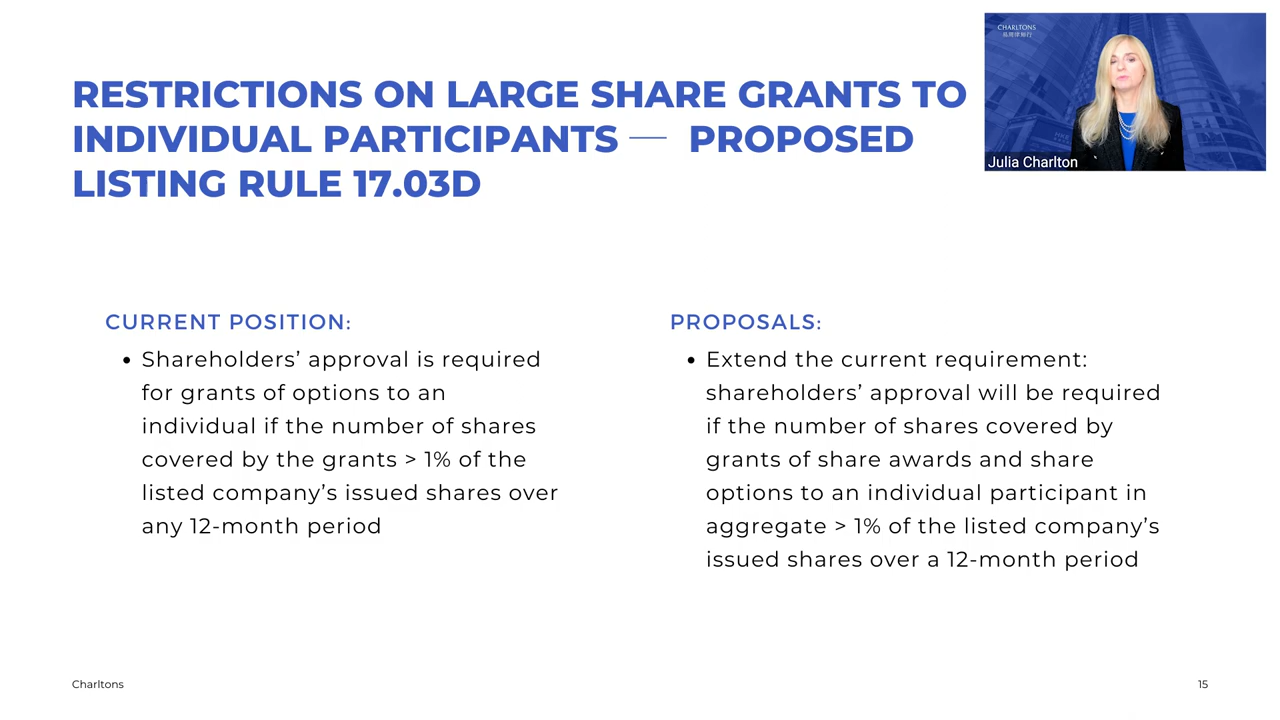 CHARLTONS
RESTRICTIONS ON LARGE SHARE GRANTS TO
INDIVIDUAL PARTICIPANTS — PROPOSED
LISTING RULE 17.03D
Julia Charlton
CURRENT POSITION:
• Shareholders’ approval is required
for grants of options to an
individual if the number of shares
covered by the grants > 1% of the
listed company’s issued shares over
any 12-month period
PROPOSALS:
• Extend the current requirement:
shareholders’ approval will be required
if the number of shares covered by
grants of share awards and share
options to an individual participant in
aggregate > 1% of the listed company’s
issued shares over a 12-month period
Charltons
15